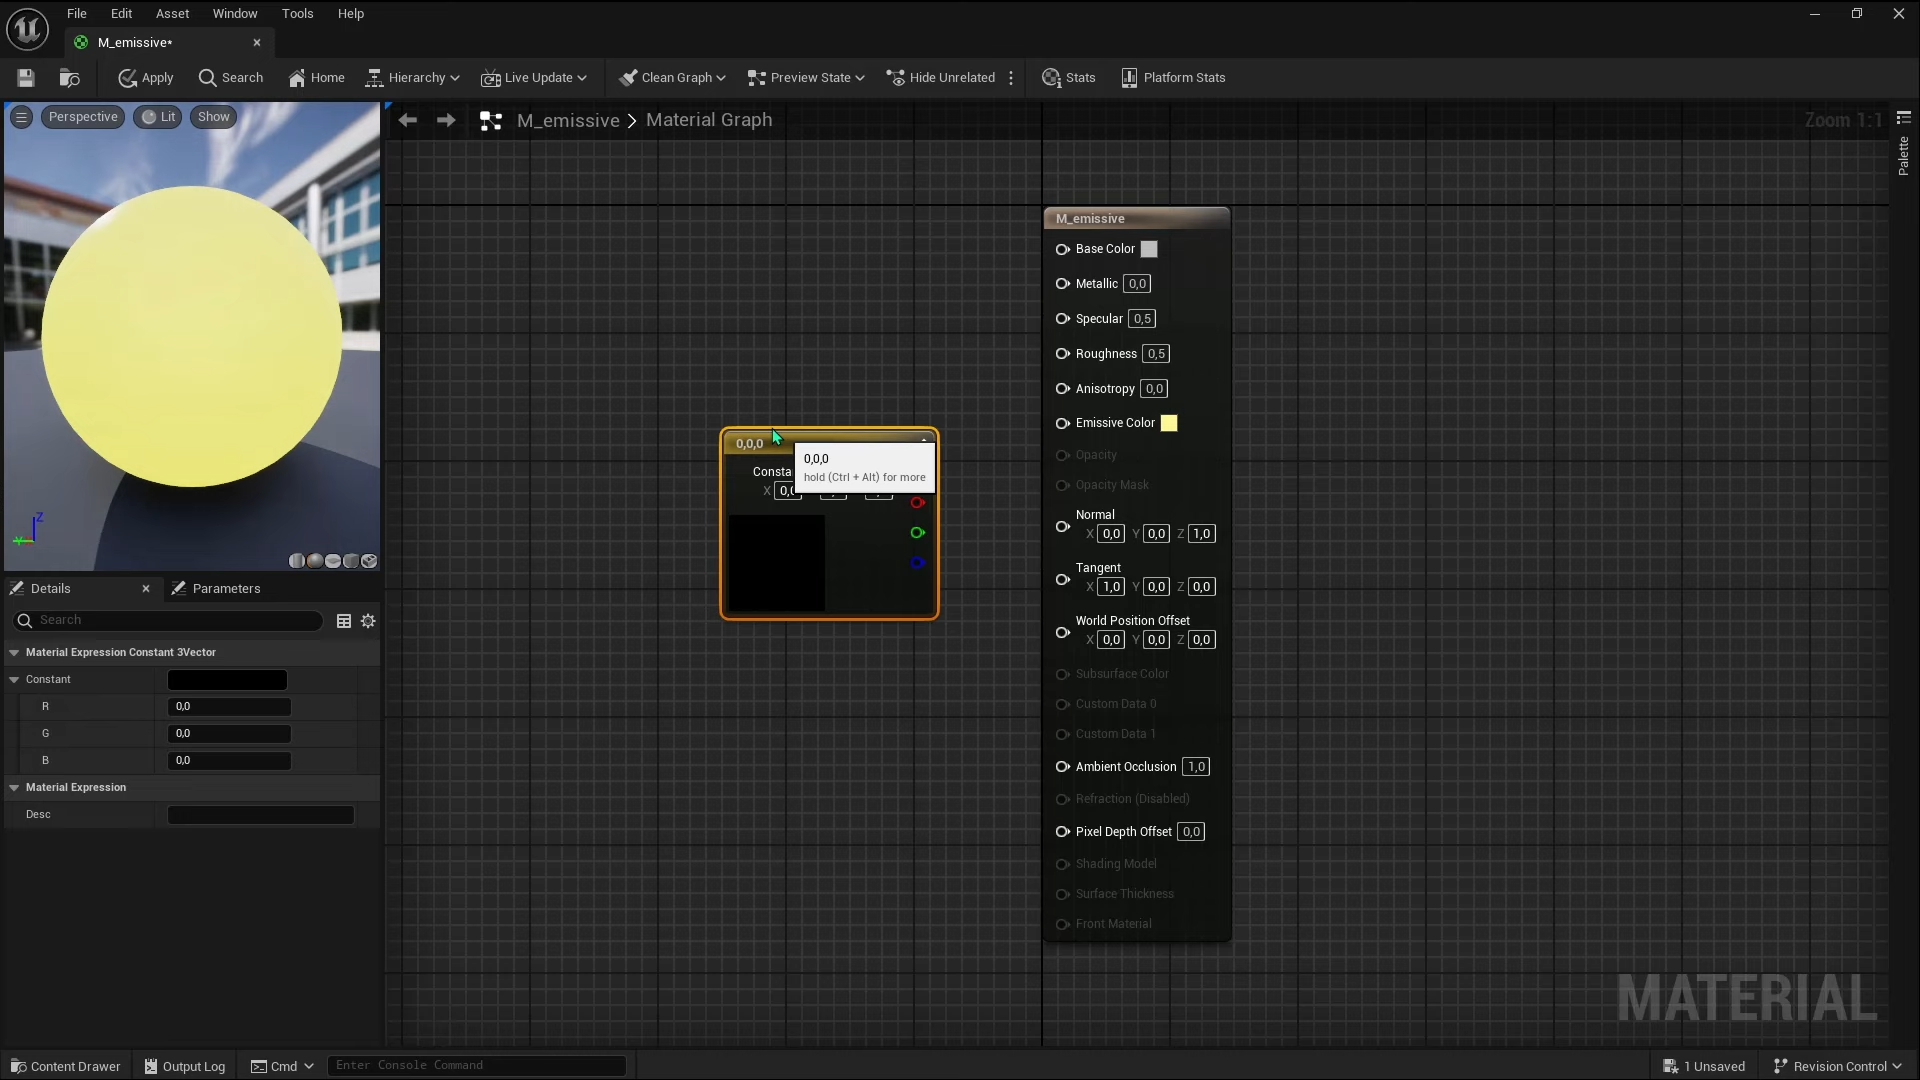 File Edit Asset Window Tools Help
M_emissive*
Apply Search Home Hierarchy Live Update Clean Graph Preview State Hide Unrelated Stats Platform Stats
Perspective Lit Show
M_emissive Material Graph
Zoom 1:1
Palette
M_emissive
Base Color
Metallic 0,0
Specular 0,5
Roughness 0,5
Anisotropy 0,0
Emissive Color
Opacity
Opacity Mask
Normal
X 0,0 Y 0,0 Z 1,0
Tangent
X 1,0 Y 0,0 Z 0,0
World Position Offset
X 0,0 Y 0,0 Z 0,0
Subsurface Color
Custom Data 0
Custom Data 1
Ambient Occlusion 1,0
Refraction (Disabled)
Pixel Depth Offset 0,0
Shading Model
Surface Thickness
Front Material
0,0,0
0,0,0
hold (Ctrl + Alt) for more
X
Z
Y
Details Parameters
Search
Material Expression Constant 3Vector
Constant
R 0,0
G 0,0
B 0,0
Material Expression
Desc
MATERIAL
Content Drawer Output Log Cmd Enter Console Command 1 Unsaved Revision Control